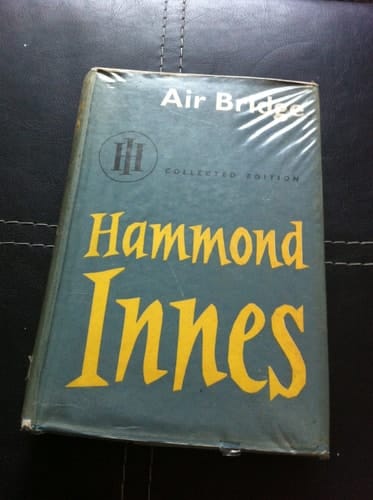 Air Bridge
HI
COLLECTED EDITION
Hammond
Innes